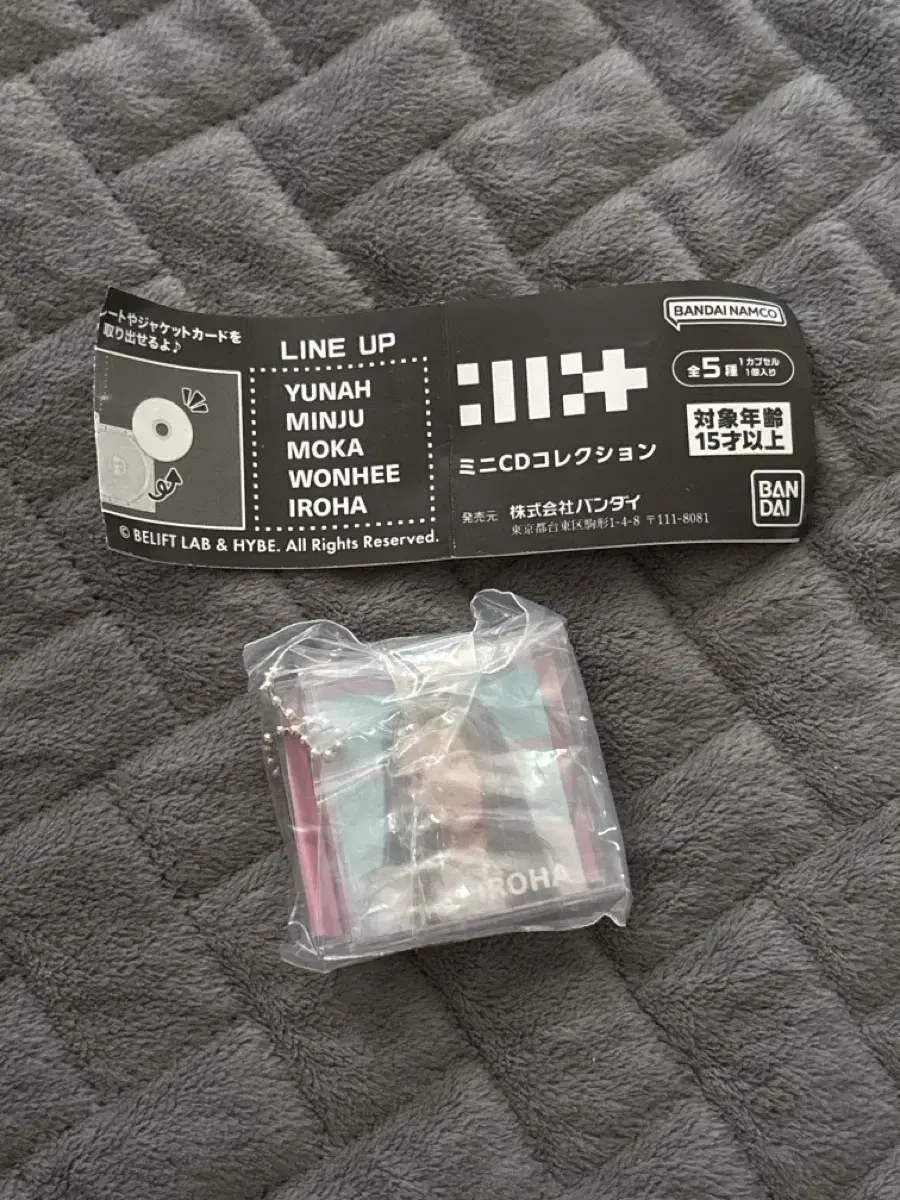 レートやジャケットカードを
取り出せるよ♪
LINE UP
YUNAH
MINJU
MOKA
WONHEE
IROHA
© BELIFT LAB & HYBE. All Rights Reserved.
ミニCDコレクション
発売元 株式会社バンダイ
東京都台東区駒形1-4-8 〒111-8081
BANDAI NAMCO
全5種 1カプセル
1個入り
対象年齢
15才以上
BAN
DAI
IROHA